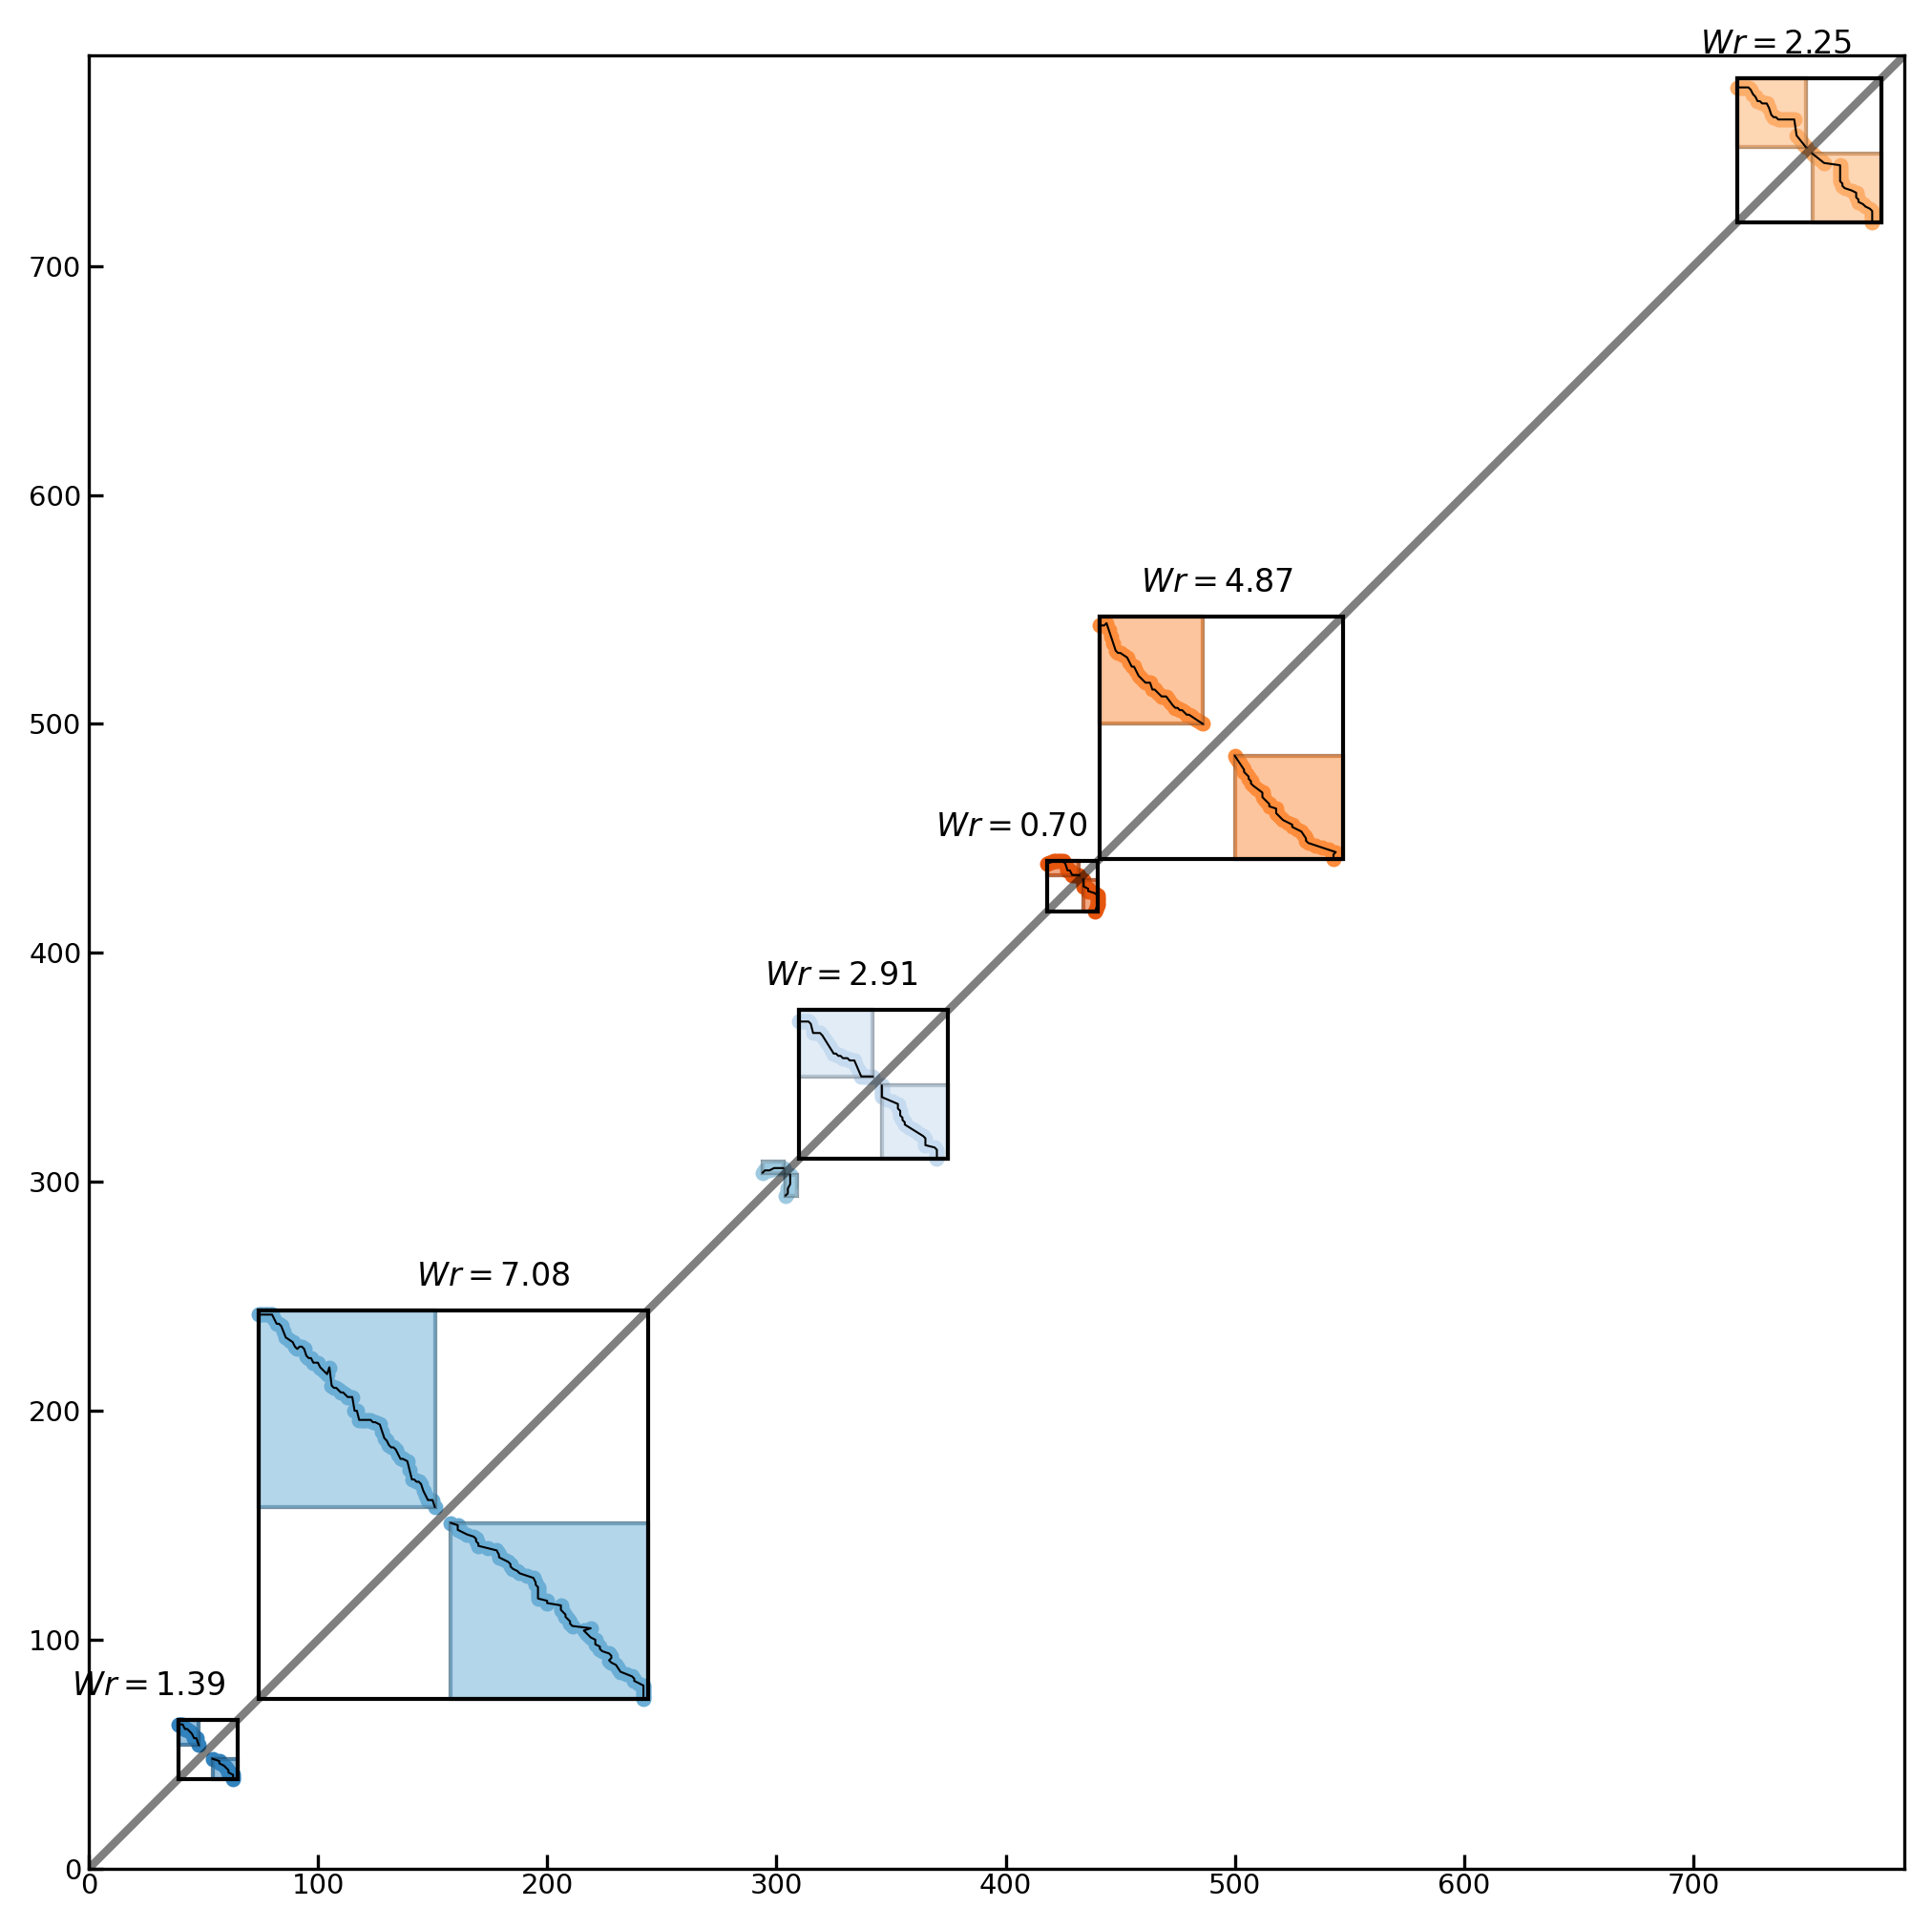 Wr = 2.25
700
600
Wr = 4.87
500
Wr = 0.70
400
Wr = 2.91
300
Wr = 7.08
200
100
Wr = 1.39
0
0 100 200 300 400 500 600 700